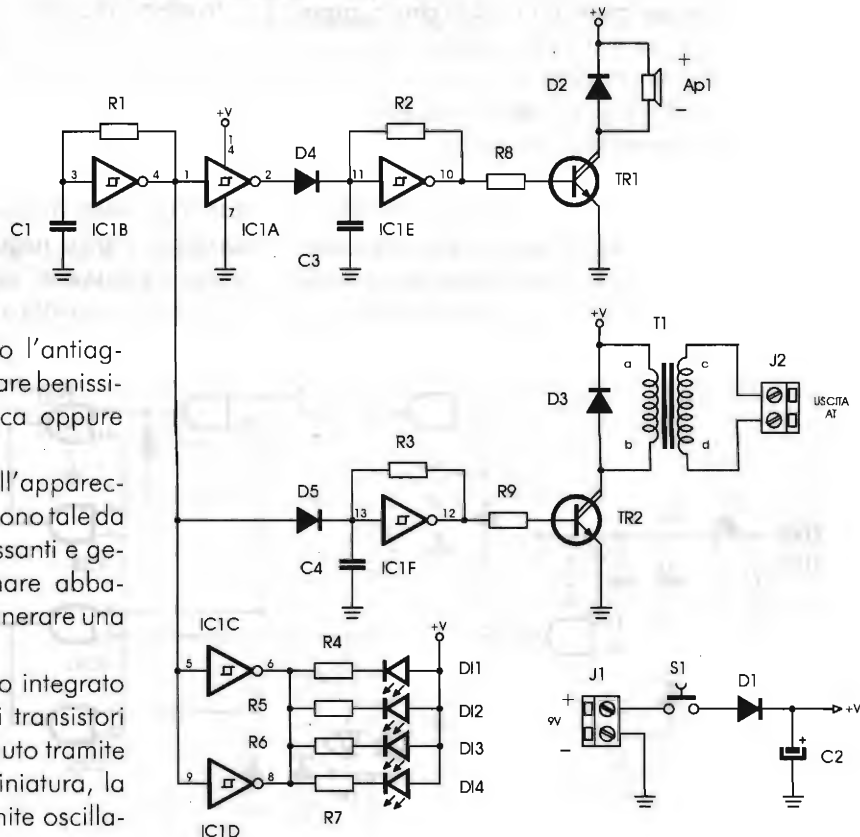 +V
+
D2
Ap1
−
R1
R2
+V
1
4
D4
R8
TR1
3
4
1
2
11
10
7
C1
IC1B
IC1A
IC1E
C3
+V
T1
o l'antiag-
are benissi-
ca oppure
a
c
J2
D3
USCITA
AT
b
d
R3
ll'apparec-
ono tale da
ssanti e ge-
nare abba-
nerare una
D5
R9
13
12
TR2
C4
IC1F
IC1C
+V
5
6
R4
DI1
o integrato
i transistori
uto tramite
iniatura, la
nite oscilla-
R5
DI2
R6
DI3
9
8
R7
DI4
IC1D
J1
S1
D1
+
9V
−
+V
+
C2